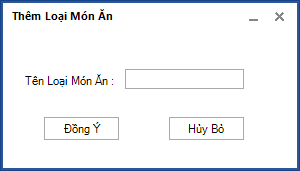 Thêm Loại Món Ăn
Tên Loại Món Ăn :
Đồng Ý
Hủy Bỏ